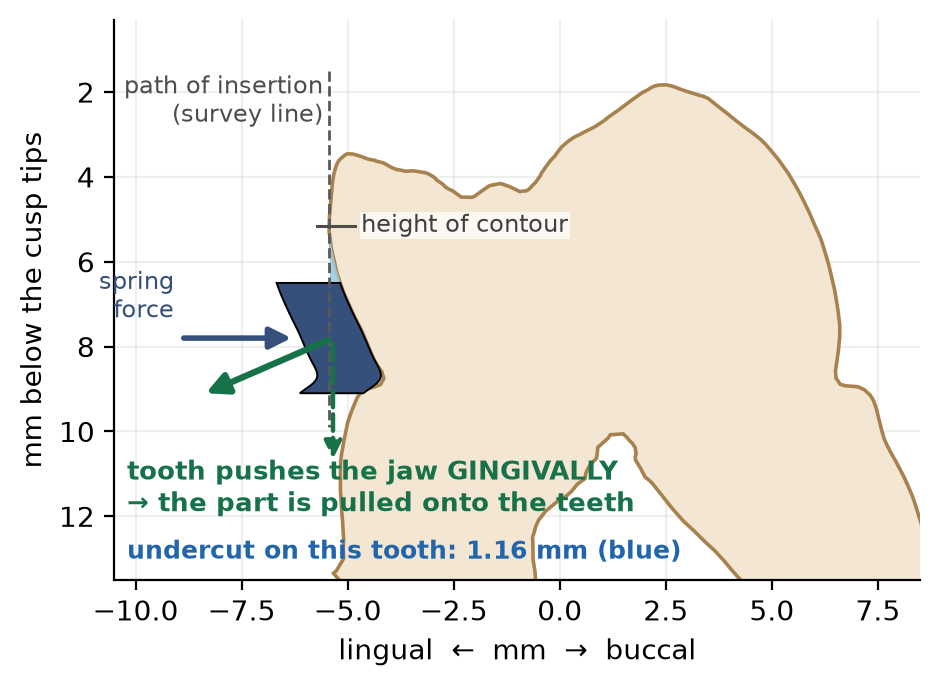 path of insertion
(survey line)
height of contour
spring
force
tooth pushes the jaw GINGIVALLY
→ the part is pulled onto the teeth
undercut on this tooth: 1.16 mm (blue)
mm below the cusp tips
2
4
6
8
10
12
−10.0 −7.5 −5.0 −2.5 0.0 2.5 5.0 7.5
lingual ← mm → buccal